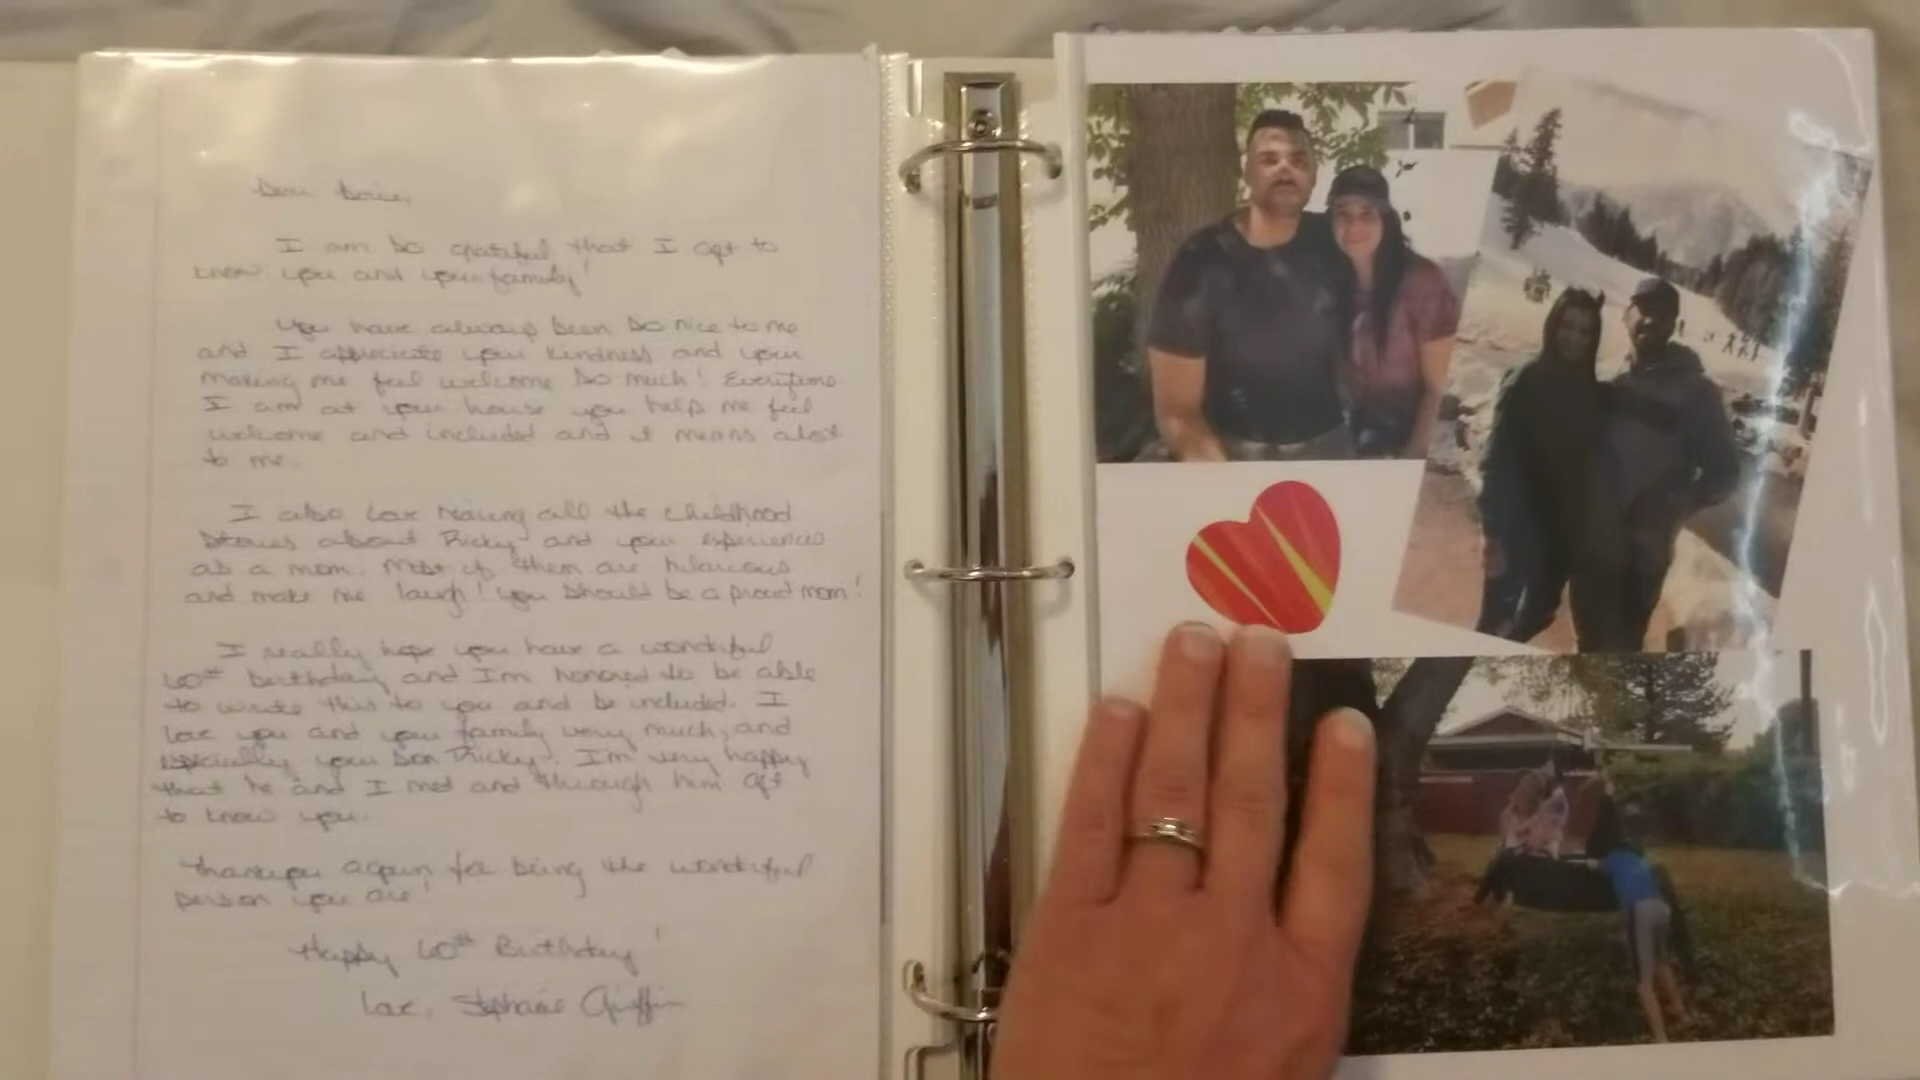 Dear Doris,
I am so grateful that I get to
know you and your family!
You have always been so nice to me
and I appreciate your kindness and your
making me feel welcome so much! Everytime
I am at your house you help me feel
welcome and included and it means alot
to me.
I also love hearing all the childhood
stories about Ricky and your experiences
as a mom. Most of them are hilarious
and make me laugh! You should be a proud mom!
I really hope you have a wonderful
60th birthday and I'm honored to be able
to write this to you and be included. I
love you and your family very much, and
especially your son Ricky. I'm very happy
that he and I met and through him get
to know you.
Thankyou again for being the wonderful
person you are!
Happy 60th Birthday!
Love, Stephanie Griffin